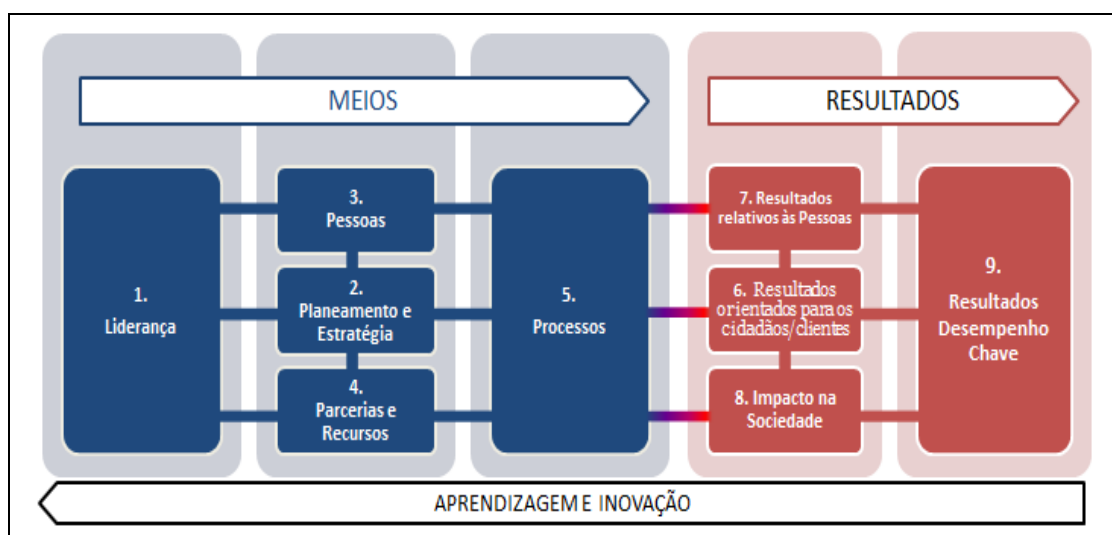 MEIOS
RESULTADOS
1.
Liderança
3.
Pessoas
2.
Planeamento e
Estratégia
4.
Parcerias e
Recursos
5.
Processos
7. Resultados
relativos às Pessoas
6. Resultados
orientados para os
cidadãos/clientes
8. Impacto na
Sociedade
9.
Resultados
Desempenho
Chave
APRENDIZAGEM E INOVAÇÃO